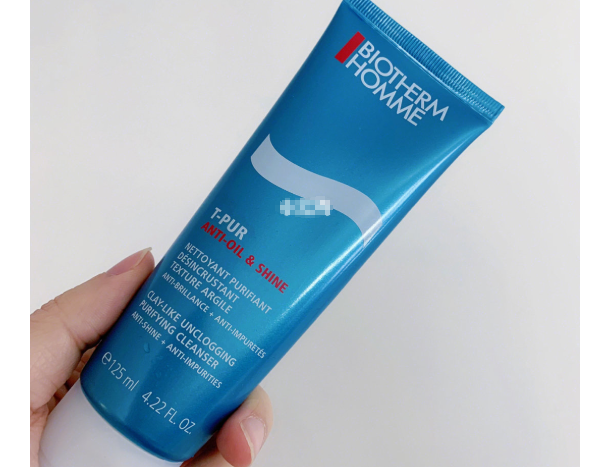 BIOTHERM
HOMME
T-PUR
ANTI-OIL & SHINE
NETTOYANT PURIFIANT
DÉSINCRUSTANT
TEXTURE ARGILE
ANTI-BRILLANCE + ANTI-IMPURETÉS
CLAY-LIKE UNCLOGGING
PURIFYING CLEANSER
ANTI-SHINE + ANTI-IMPURITIES
℮125 ml 4.22 FL. OZ.